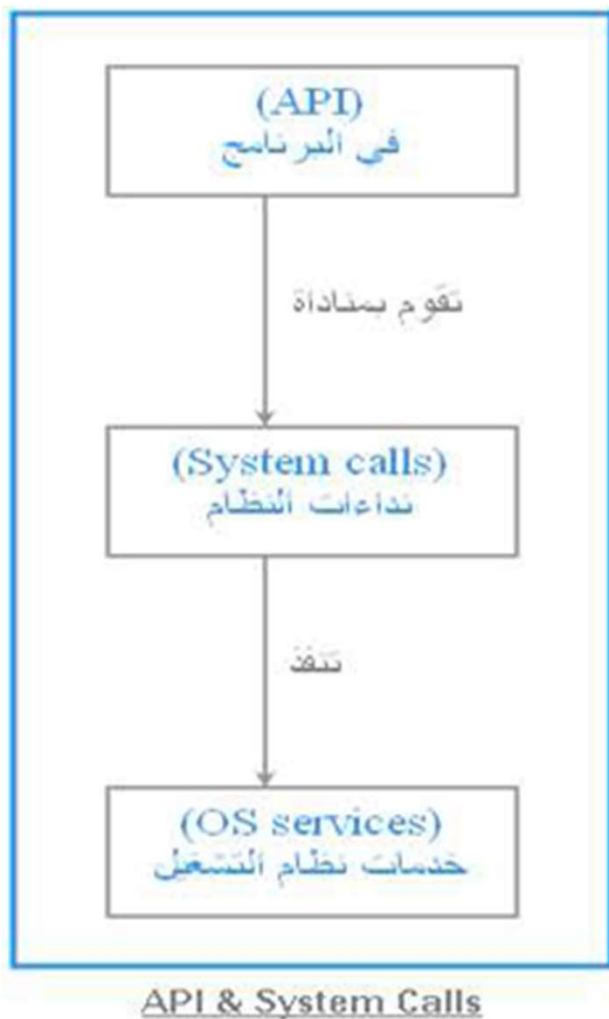 (API)
في البرنامج
تقوم بمناداة
(System calls)
نداءات النظام
تنفذ
(OS services)
خدمات نظام التشغيل
API & System Calls